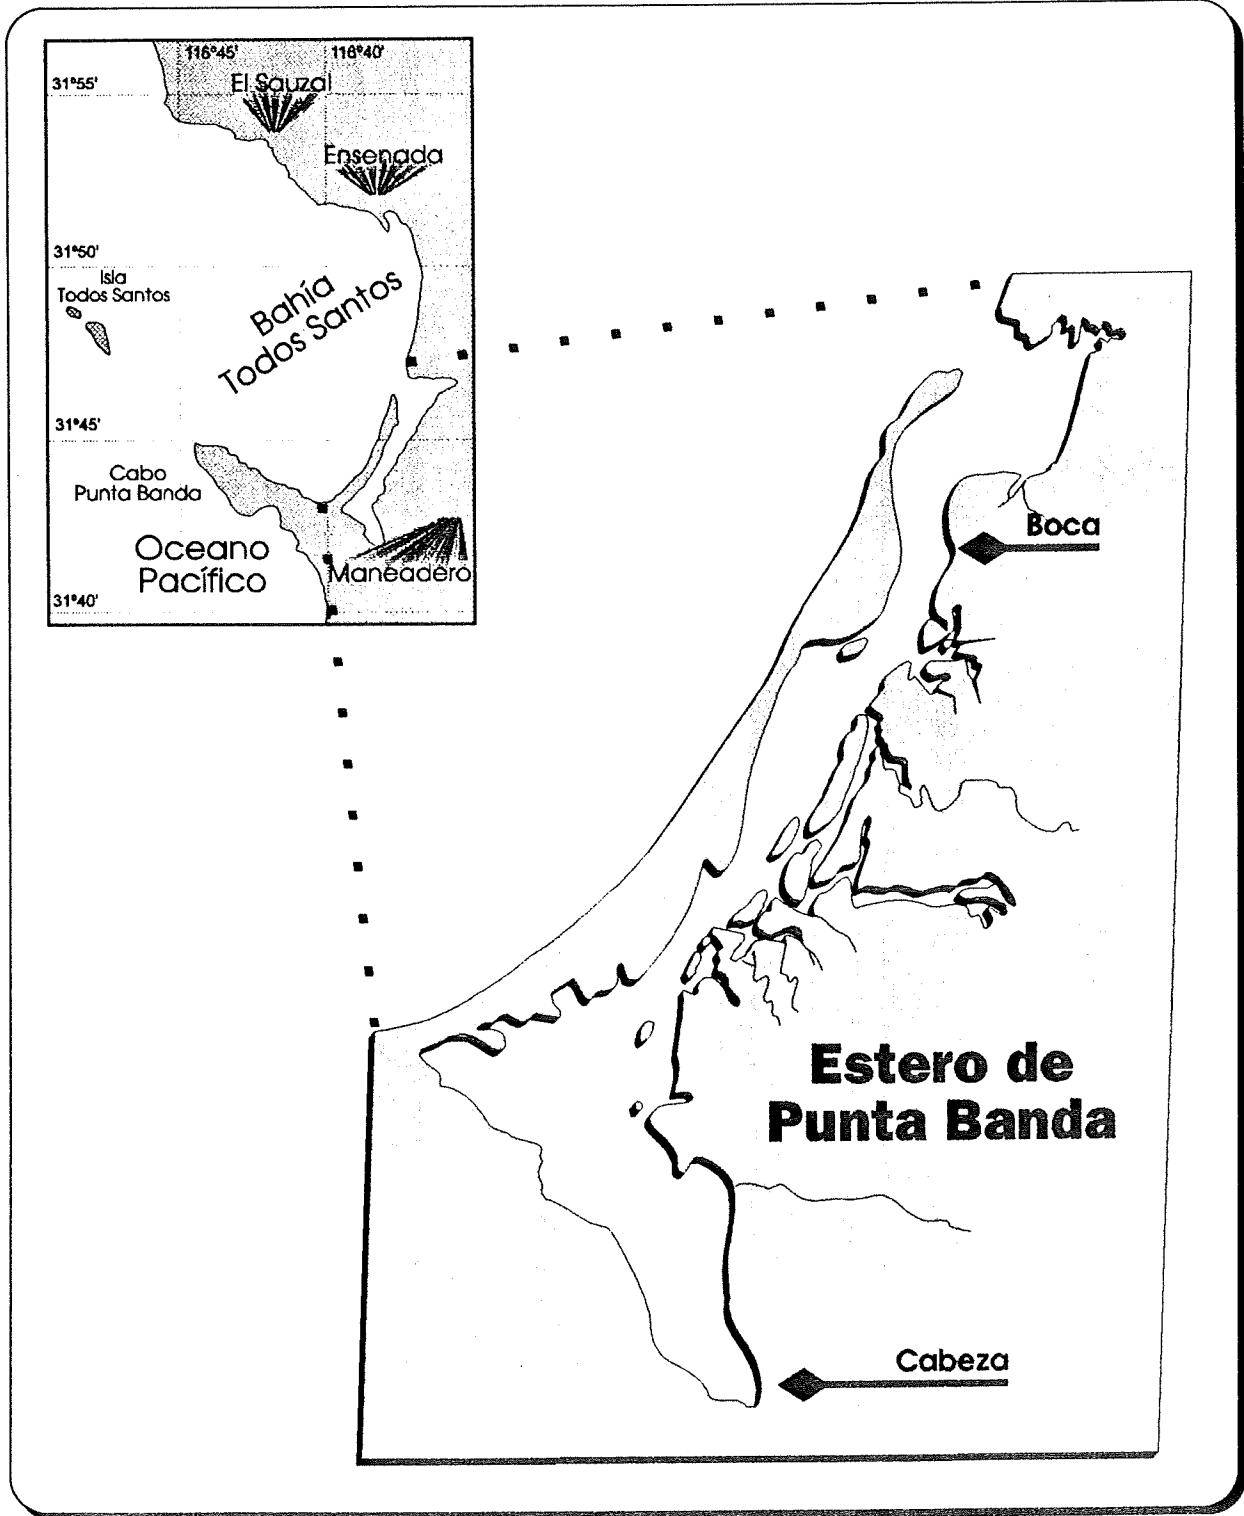 116°45' 116°40'
31°55'
El Sauzal
Ensenada
31°50'
Isla
Todos Santos
Bahía
Todos Santos
31°45'
Cabo
Punta Banda
Oceano
Pacífico
Maneadero
31°40'
Boca
Estero de
Punta Banda
Cabeza